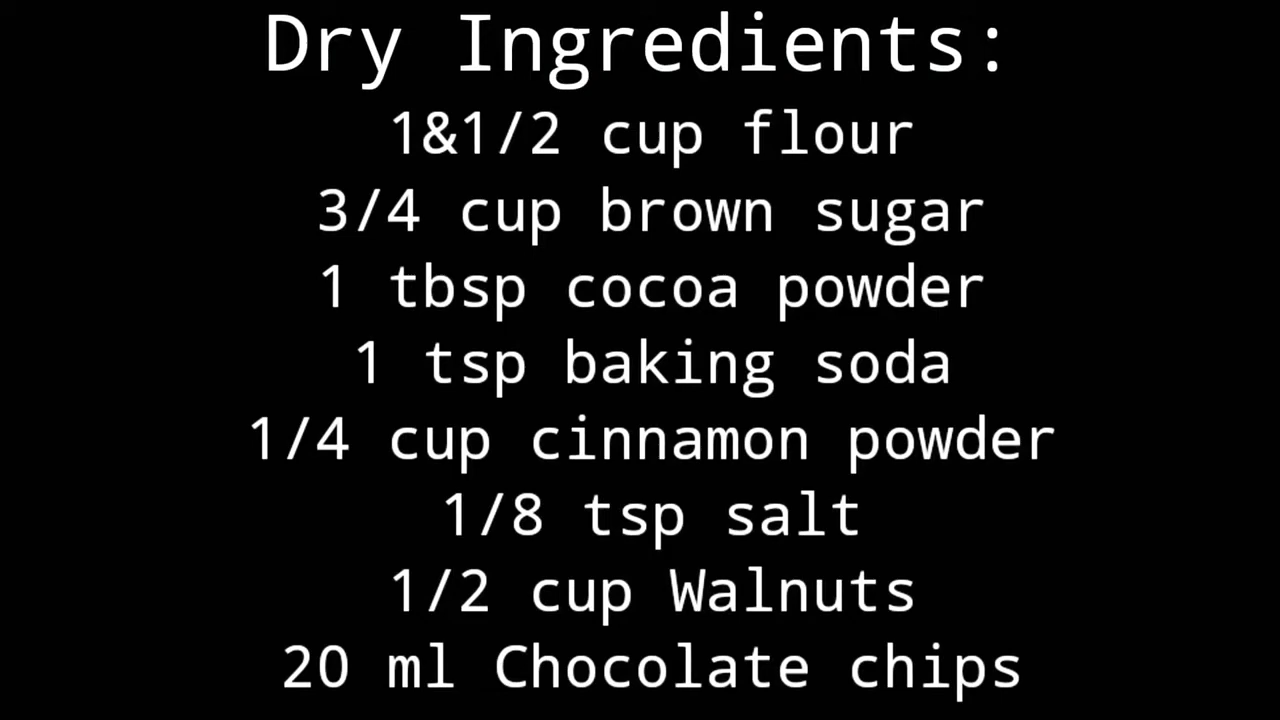 Dry Ingredients:
1&1/2 cup flour
3/4 cup brown sugar
1 tbsp cocoa powder
1 tsp baking soda
1/4 cup cinnamon powder
1/8 tsp salt
1/2 cup Walnuts
20 ml Chocolate chips